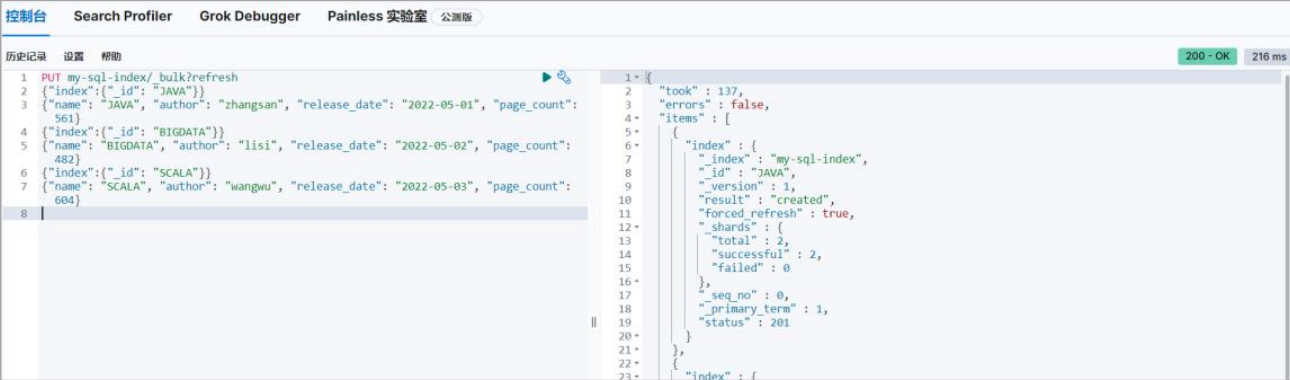 控制台 Search Profiler Grok Debugger Painless 实验室 公测版
历史记录 设置 帮助 200 - OK 216 ms
1 PUT my-sql-index/_bulk?refresh
2 {"index":{"_id": "JAVA"}}
3 {"name": "JAVA", "author": "zhangsan", "release_date": "2022-05-01", "page_count":
561}
4 {"index":{"_id": "BIGDATA"}}
5 {"name": "BIGDATA", "author": "lisi", "release_date": "2022-05-02", "page_count":
482}
6 {"index":{"_id": "SCALA"}}
7 {"name": "SCALA", "author": "wangwu", "release_date": "2022-05-03", "page_count":
604}
8
1 {
2 "took" : 137,
3 "errors" : false,
4 "items" : [
5 {
6 "index" : {
7 "_index" : "my-sql-index",
8 "_id" : "JAVA",
9 "_version" : 1,
10 "result" : "created",
11 "forced_refresh" : true,
12 "_shards" : {
13 "total" : 2,
14 "successful" : 2,
15 "failed" : 0
16 },
17 "_seq_no" : 0,
18 "_primary_term" : 1,
19 "status" : 201
20 }
21 },
22 {
23 "index" : {